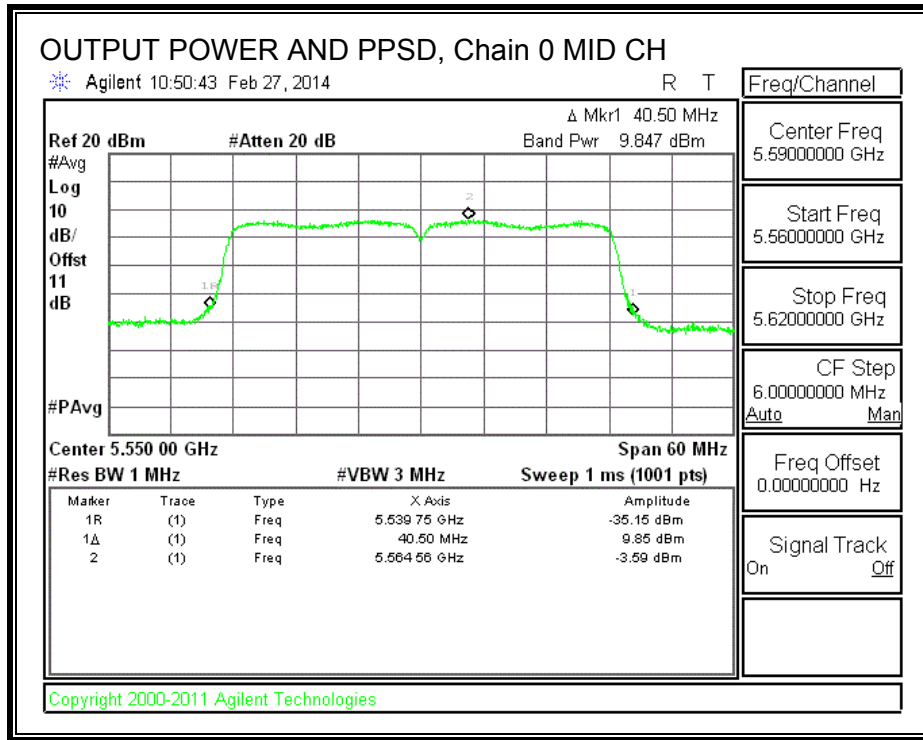 OUTPUT POWER AND PPSD, Chain 0 MID CH
Agilent 10:50:43 Feb 27, 2014 R T
Freq/Channel
Δ Mkr1 40.50 MHz
Ref 20 dBm #Atten 20 dB Band Pwr 9.847 dBm
#Avg
Log
10
dB/
Offst
11
dB
#PAvg
2
1R
1
Center 5.550 00 GHz Span 60 MHz
#Res BW 1 MHz #VBW 3 MHz Sweep 1 ms (1001 pts)
Marker Trace Type X Axis Amplitude
1R (1) Freq 5.539 75 GHz -35.15 dBm
1Δ (1) Freq 40.50 MHz 9.85 dBm
2 (1) Freq 5.564 56 GHz -3.59 dBm
Center Freq
5.59000000 GHz
Start Freq
5.56000000 GHz
Stop Freq
5.62000000 GHz
CF Step
6.00000000 MHz
Auto Man
Freq Offset
0.00000000 Hz
Signal Track
On Off
Copyright 2000-2011 Agilent Technologies